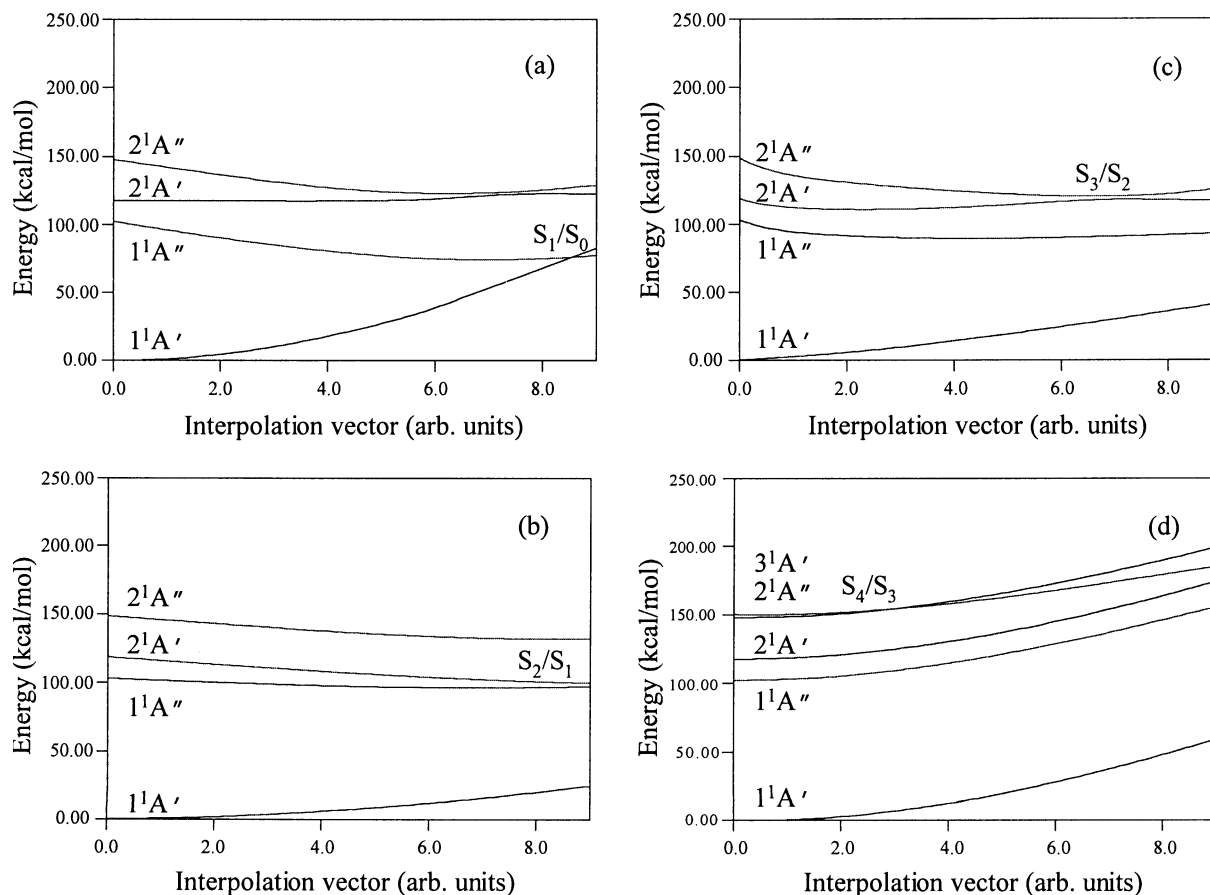 250.00
(a)
200.00
Energy (kcal/mol)
2¹A″
150.00
2¹A′
100.00
S₁/S₀
1¹A″
50.00
1¹A′
0.00
0.0 2.0 4.0 6.0 8.0
Interpolation vector (arb. units)
250.00
(c)
200.00
Energy (kcal/mol)
150.00
2¹A″
S₃/S₂
2¹A′
100.00
1¹A″
50.00
1¹A′
0.00
0.0 2.0 4.0 6.0 8.0
Interpolation vector (arb. units)
250.00
(b)
200.00
Energy (kcal/mol)
2¹A″
150.00
2¹A′
S₂/S₁
100.00
1¹A″
50.00
1¹A′
0.00
0.0 2.0 4.0 6.0 8.0
Interpolation vector (arb. units)
250.00
(d)
200.00
Energy (kcal/mol)
3¹A′
2¹A″
S₄/S₃
150.00
2¹A′
100.00
1¹A″
50.00
1¹A′
0.00
0.0 2.0 4.0 6.0 8.0
Interpolation vector (arb. units)